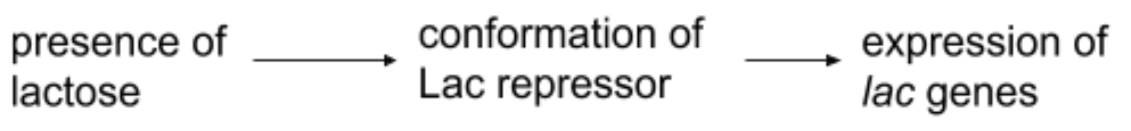 presence of
lactose
conformation of
Lac repressor
expression of
lac genes